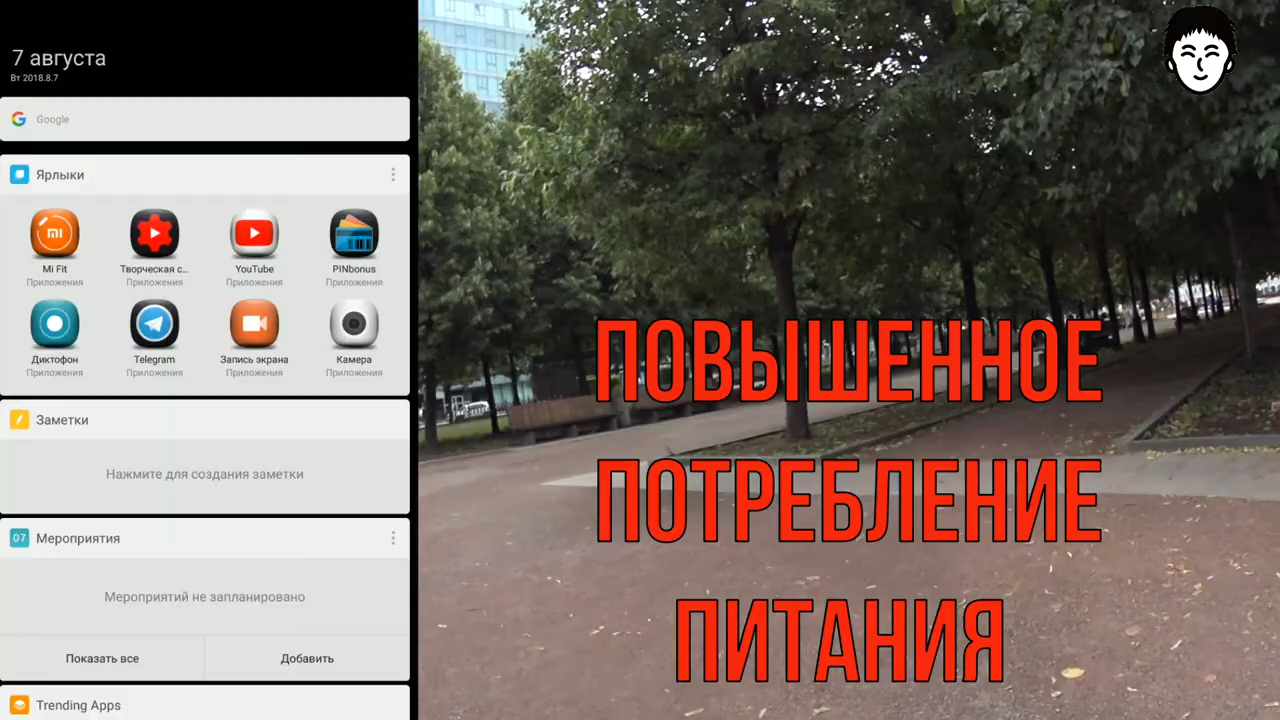 7 августа
Вт 2018.8.7
Google
Ярлыки
Mi Fit
Приложения
Творческая с...
Приложения
YouTube
Приложения
PINbonus
Приложения
Диктофон
Приложения
Telegram
Приложения
Запись экрана
Приложения
Камера
Приложения
Заметки
Нажмите для создания заметки
07 Мероприятия
Мероприятий не запланировано
Показать все
Добавить
Trending Apps
ПОВЫШЕННОЕ
ПОТРЕБЛЕНИЕ
ПИТАНИЯ